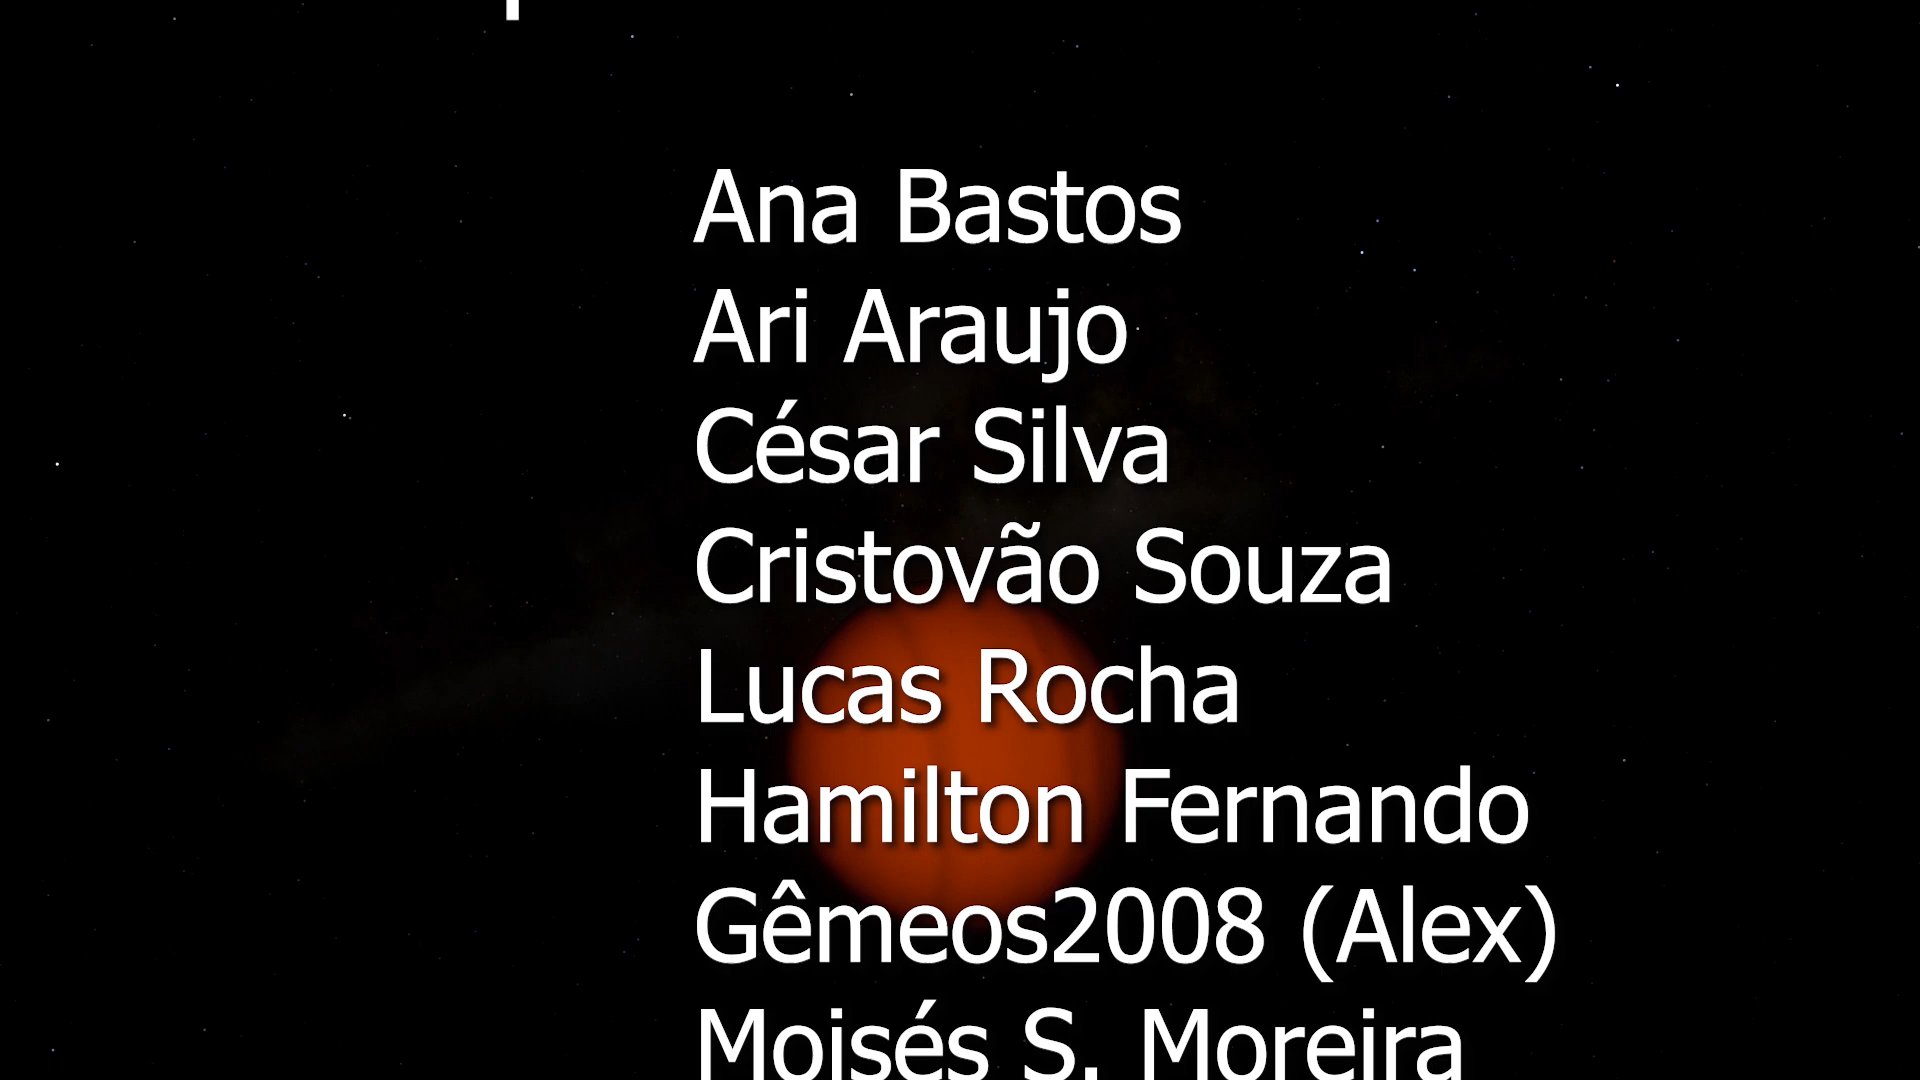 Ana Bastos
Ari Araujo
César Silva
Cristovão Souza
Lucas Rocha
Hamilton Fernando
Gêmeos2008 (Alex)
Moisés S. Moreira